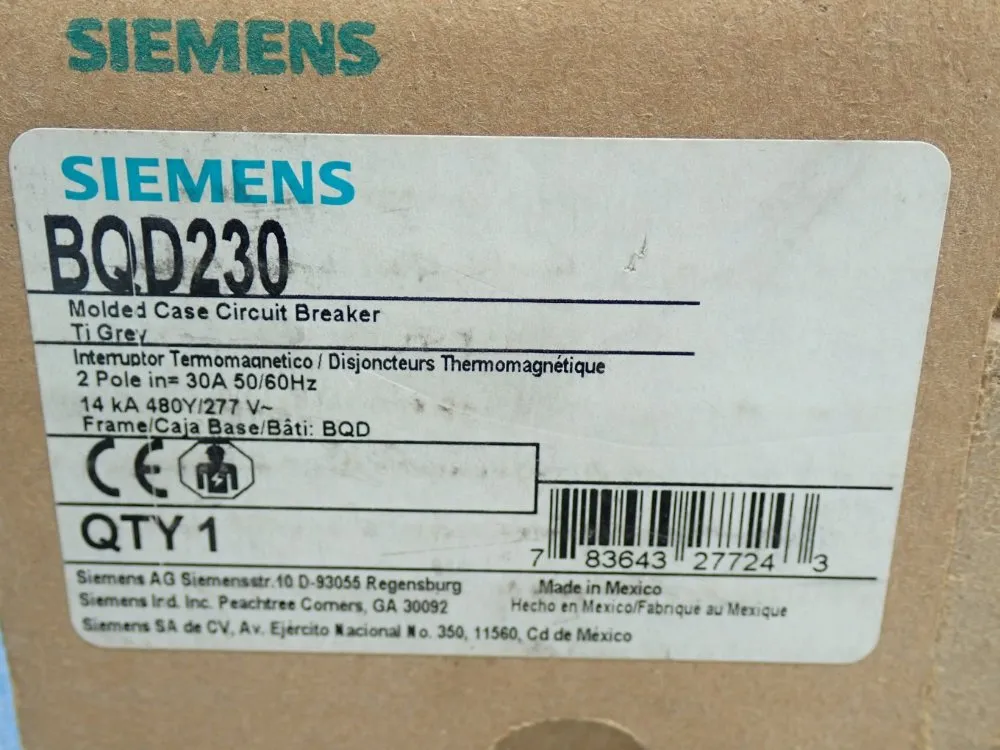 SIEMENS
SIEMENS
BQD230
Molded Case Circuit Breaker
Ti Grey
Interruptor Termomagnetico / Disjoncteurs Thermomagnétique
2 Pole in= 30A 50/60Hz
14 kA 480Y/277 V~
Frame/Caja Base/Bâti: BQD
CE
QTY 1
7 83643 27724 3
Siemens AG Siemensstr.10 D-93055 Regensburg
Made in Mexico
Siemens Ind. Inc. Peachtree Corners, GA 30092
Hecho en Mexico/Fabrique au Mexique
Siemens SA de CV, Av. Ejército Nacional No. 350, 11560, Cd de México